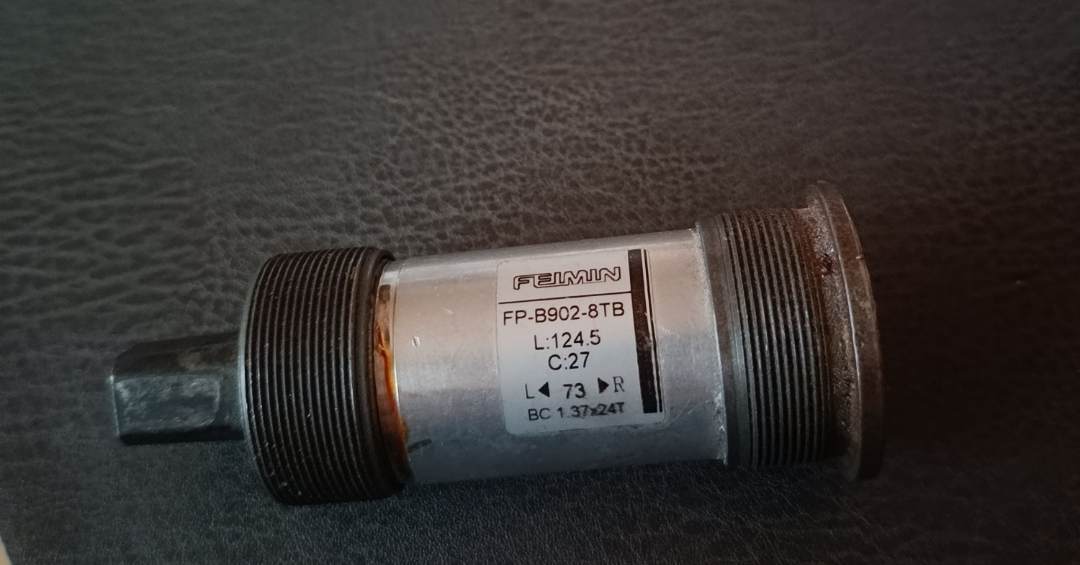 FEIMIN
FP-B902-8TB
L:124.5
C:27
L◀ 73 ▶R
BC 1.37x24T